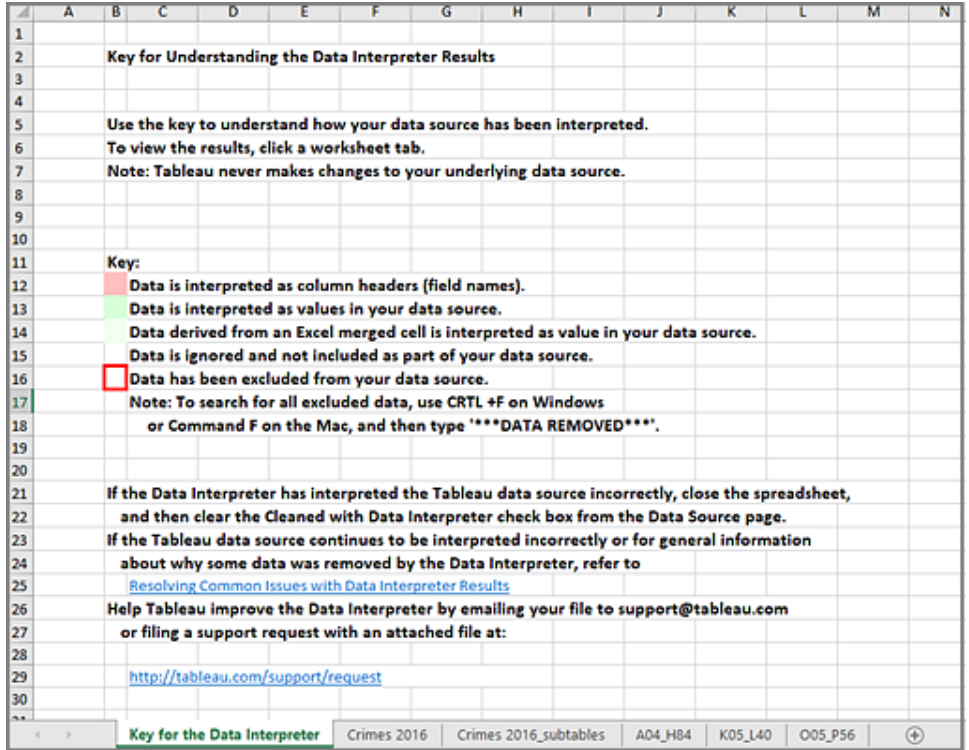 A B C D E F G H I J K L M N
1
2 Key for Understanding the Data Interpreter Results
3
4
5 Use the key to understand how your data source has been interpreted.
6 To view the results, click a worksheet tab.
7 Note: Tableau never makes changes to your underlying data source.
8
9
10
11 Key:
12 Data is interpreted as column headers (field names).
13 Data is interpreted as values in your data source.
14 Data derived from an Excel merged cell is interpreted as value in your data source.
15 Data is ignored and not included as part of your data source.
16 Data has been excluded from your data source.
17 Note: To search for all excluded data, use CRTL +F on Windows
18 or Command F on the Mac, and then type '***DATA REMOVED***'.
19
20
21 If the Data Interpreter has interpreted the Tableau data source incorrectly, close the spreadsheet,
22 and then clear the Cleaned with Data Interpreter check box from the Data Source page.
23 If the Tableau data source continues to be interpreted incorrectly or for general information
24 about why some data was removed by the Data Interpreter, refer to
25 Resolving Common Issues with Data Interpreter Results
26 Help Tableau improve the Data Interpreter by emailing your file to support@tableau.com
27 or filing a support request with an attached file at:
28
29 http://tableau.com/support/request
30
Key for the Data Interpreter Crimes 2016 Crimes 2016_subtables A04_H84 K05_L40 O05_P56